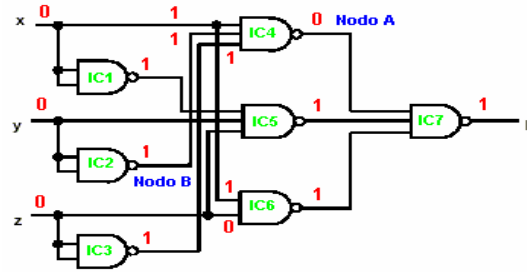 0 1 0 Nodo A
x IC4
1
IC1 1 1
0 1 1
y IC5 IC7
IC2 1
Nodo B
0 1 1
z 0 IC6
IC3 1